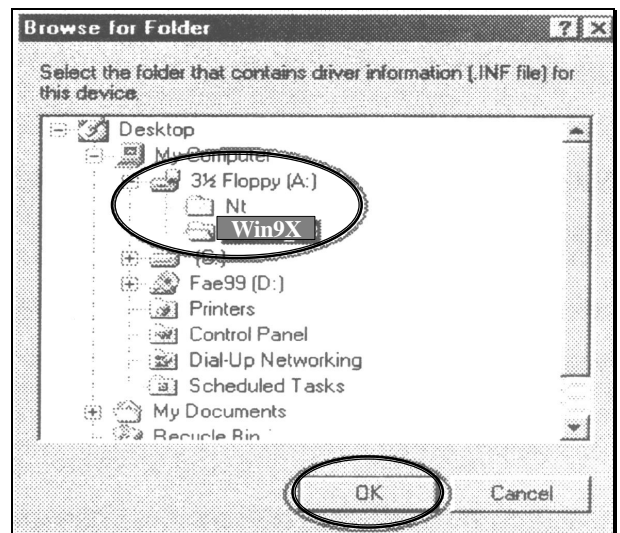 Browse for Folder ? X
Select the folder that contains driver information (.INF file) for
this device.
Desktop
My Computer
3½ Floppy (A:)
Nt
Win9X
(C:)
Fae99 (D:)
Printers
Control Panel
Dial-Up Networking
Scheduled Tasks
My Documents
Recycle Bin
OK Cancel